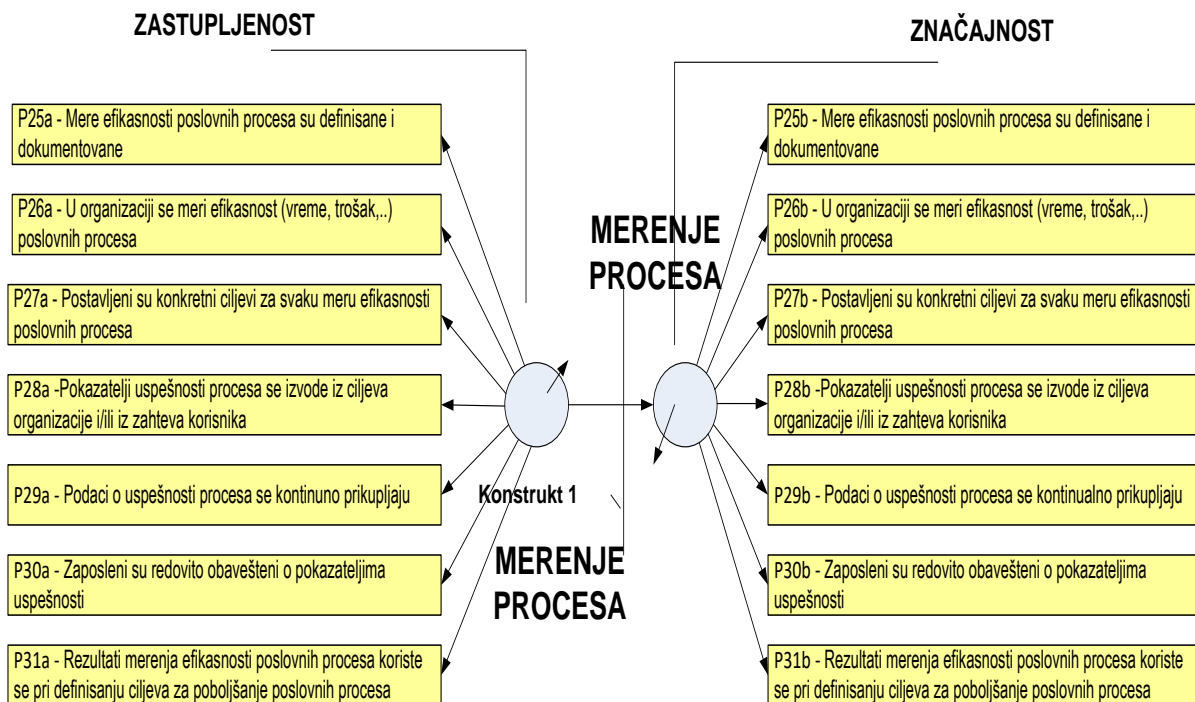 ZASTUPLJENOST
P25a - Mere efikasnosti poslovnih procesa su definisane i
dokumentovane
P26a - U organizaciji se meri efikasnost (vreme, trošak,..)
poslovnih procesa
P27a - Postavljeni su konkretni ciljevi za svaku meru efikasnosti
poslovnih procesa
P28a -Pokazatelji uspešnosti procesa se izvode iz ciljeva
organizacije i/ili iz zahteva korisnika
P29a - Podaci o uspešnosti procesa se kontinuno prikupljaju
P30a - Zaposleni su redovito obavešteni o pokazateljima
uspešnosti
P31a - Rezultati merenja efikasnosti poslovnih procesa koriste
se pri definisanju ciljeva za poboljšanje poslovnih procesa
MERENJE
PROCESA
Konstrukt 1
MERENJE
PROCESA
ZNAČAJNOST
P25b - Mere efikasnosti poslovnih procesa su definisane i
dokumentovane
P26b - U organizaciji se meri efikasnost (vreme, trošak,..)
poslovnih procesa
P27b - Postavljeni su konkretni ciljevi za svaku meru efikasnosti
poslovnih procesa
P28b -Pokazatelji uspešnosti procesa se izvode iz ciljeva
organizacije i/ili iz zahteva korisnika
P29b - Podaci o uspešnosti procesa se kontinualno prikupljaju
P30b - Zaposleni su redovito obavešteni o pokazateljima
uspešnosti
P31b - Rezultati merenja efikasnosti poslovnih procesa koriste
se pri definisanju ciljeva za poboljšanje poslovnih procesa